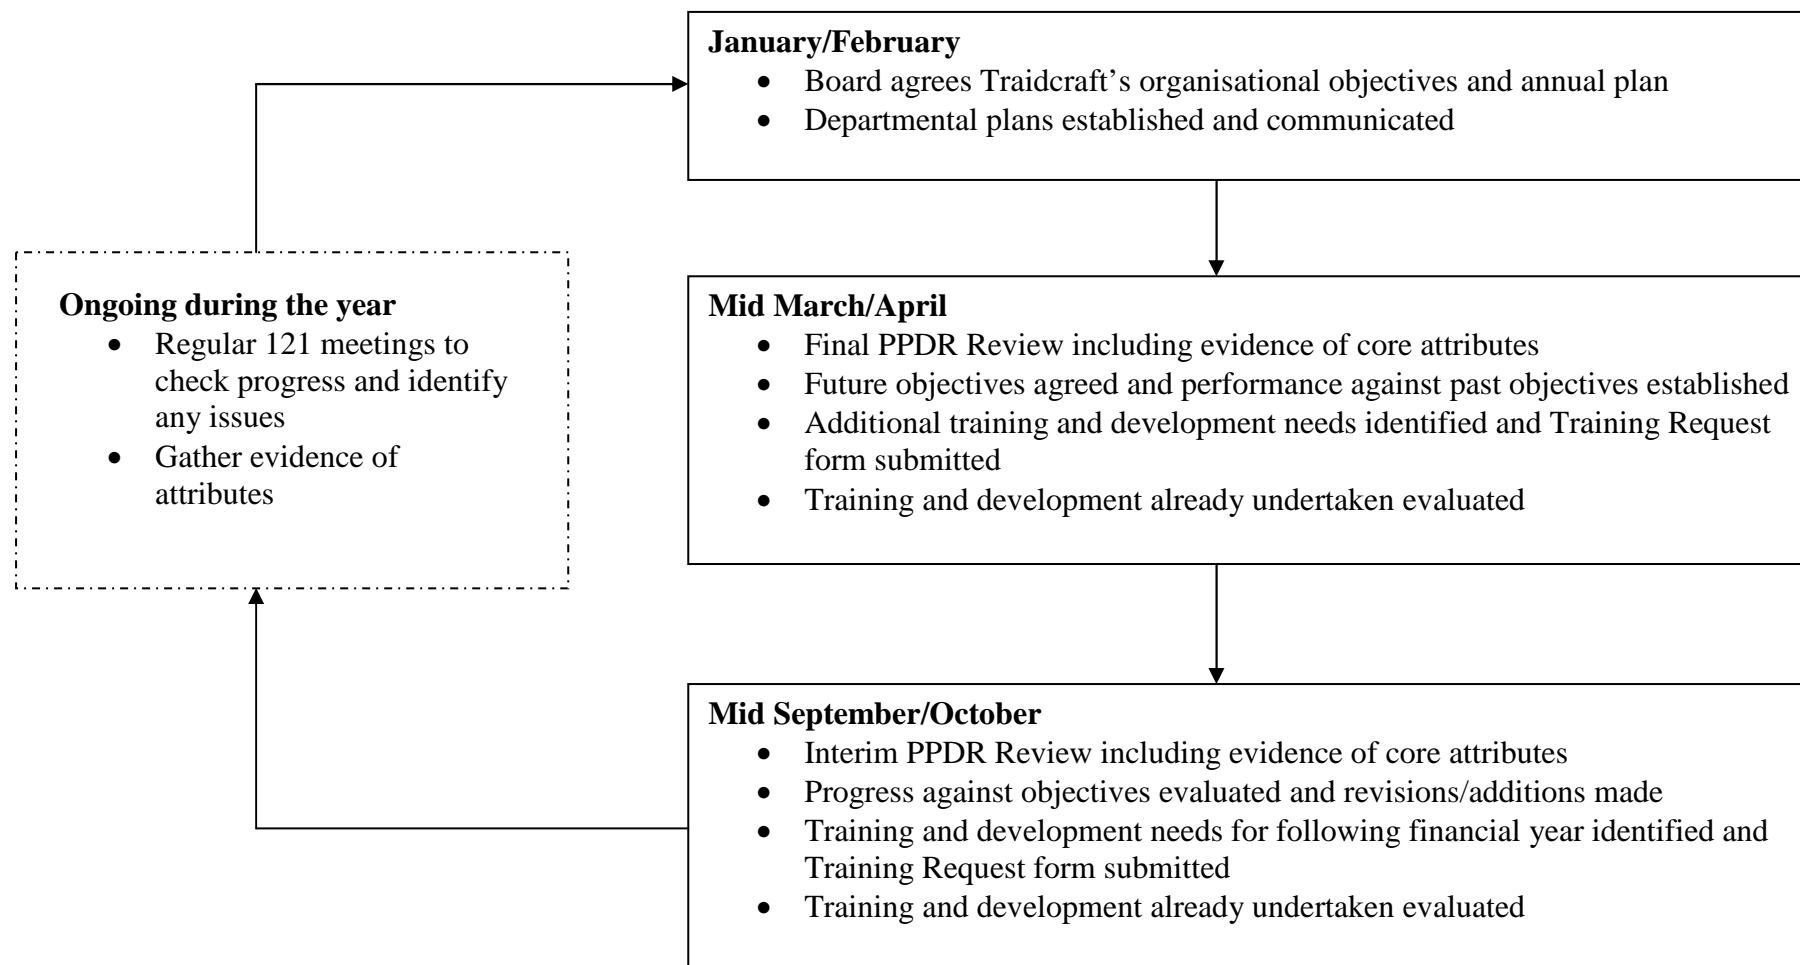 January/February
• Board agrees Traidcraft’s organisational objectives and annual plan
• Departmental plans established and communicated
Ongoing during the year
• Regular 121 meetings to
check progress and identify
any issues
• Gather evidence of
attributes
Mid March/April
• Final PPDR Review including evidence of core attributes
• Future objectives agreed and performance against past objectives established
• Additional training and development needs identified and Training Request
form submitted
• Training and development already undertaken evaluated
Mid September/October
• Interim PPDR Review including evidence of core attributes
• Progress against objectives evaluated and revisions/additions made
• Training and development needs for following financial year identified and
Training Request form submitted
• Training and development already undertaken evaluated